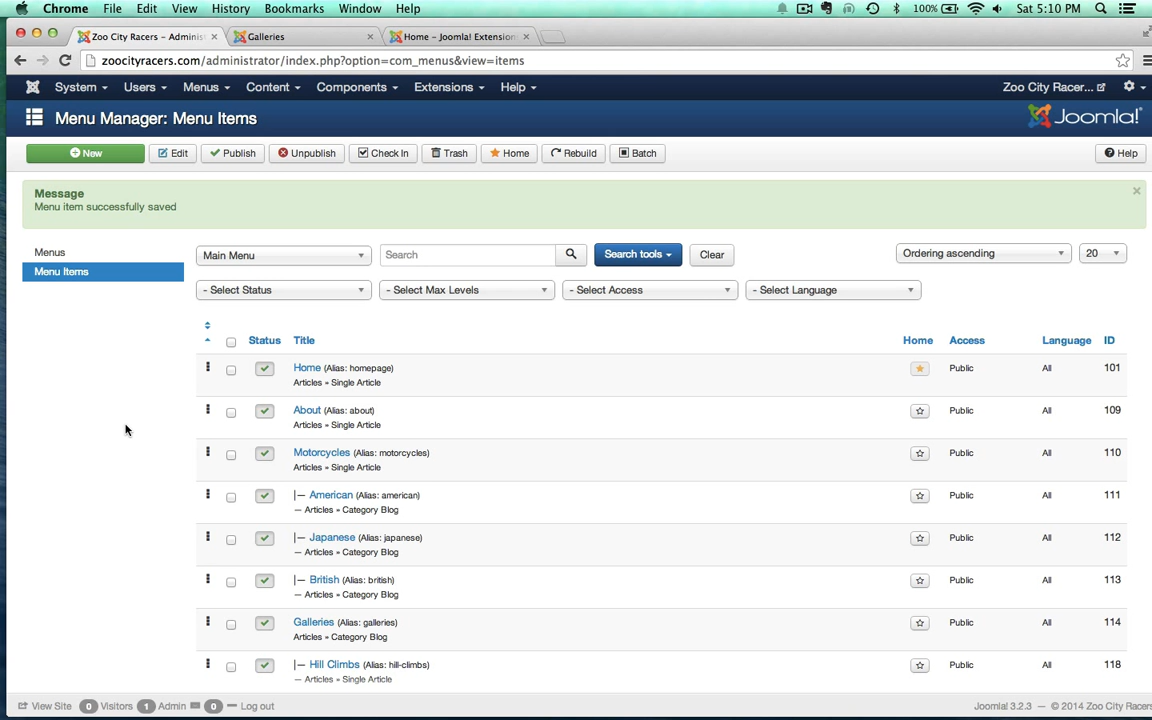 Chrome File Edit View History Bookmarks Window Help 100% Sat 5:10 PM
Zoo City Racers - Adminis × Galleries × Home - Joomla! Extension ×
zoocityracers.com/administrator/index.php?option=com_menus&view=items
System Users Menus Content Components Extensions Help Zoo City Racer...
Menu Manager: Menu Items Joomla!
New Edit Publish Unpublish Check In Trash Home Rebuild Batch Help
Message ×
Menu item successfully saved
Menus
Menu Items
Main Menu Search Search tools Clear Ordering ascending 20
- Select Status - Select Max Levels - Select Access - Select Language
Status Title Home Access Language ID
Home (Alias: homepage) Public All 101
Articles » Single Article
About (Alias: about) Public All 109
Articles » Single Article
Motorcycles (Alias: motorcycles) Public All 110
Articles » Single Article
|— American (Alias: american) Public All 111
— Articles » Category Blog
|— Japanese (Alias: japanese) Public All 112
— Articles » Category Blog
|— British (Alias: british) Public All 113
— Articles » Category Blog
Galleries (Alias: galleries) Public All 114
Articles » Category Blog
|— Hill Climbs (Alias: hill-climbs) Public All 118
— Articles » Single Article
View Site 0 Visitors 1 Admin 0 Log out Joomla! 3.2.3 — © 2014 Zoo City Racers